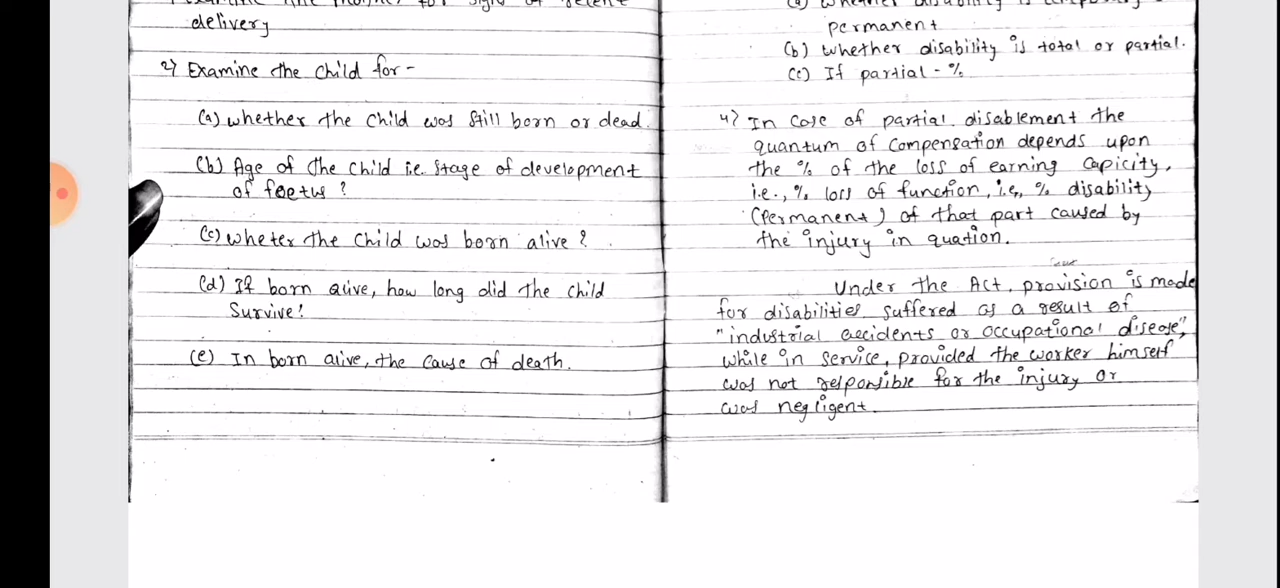 delivery
2) Examine the child for-
(a) whether the child was still born or dead.
(b) Age of the child i.e. stage of development
of foetus ?
(c) wheter the child was born alive ?
(d) If born alive, how long did the child
Survive!
(e) In born alive, the cause of death.
permanent
(b) whether disability is total or partial.
(c) If partial - %
4) In case of partial disablement the
quantum of compensation depends upon
the % of the loss of earning capicity,
i.e., % loss of function, i.e., % disability
(Permanent) of that part caused by
the injury in quation.
Under the Act, provision is made
for disabilities suffered as a result of
"industrial accidents or occupational disease",
while in service, provided the worker himself
was not responsible for the injury or
was negligent.